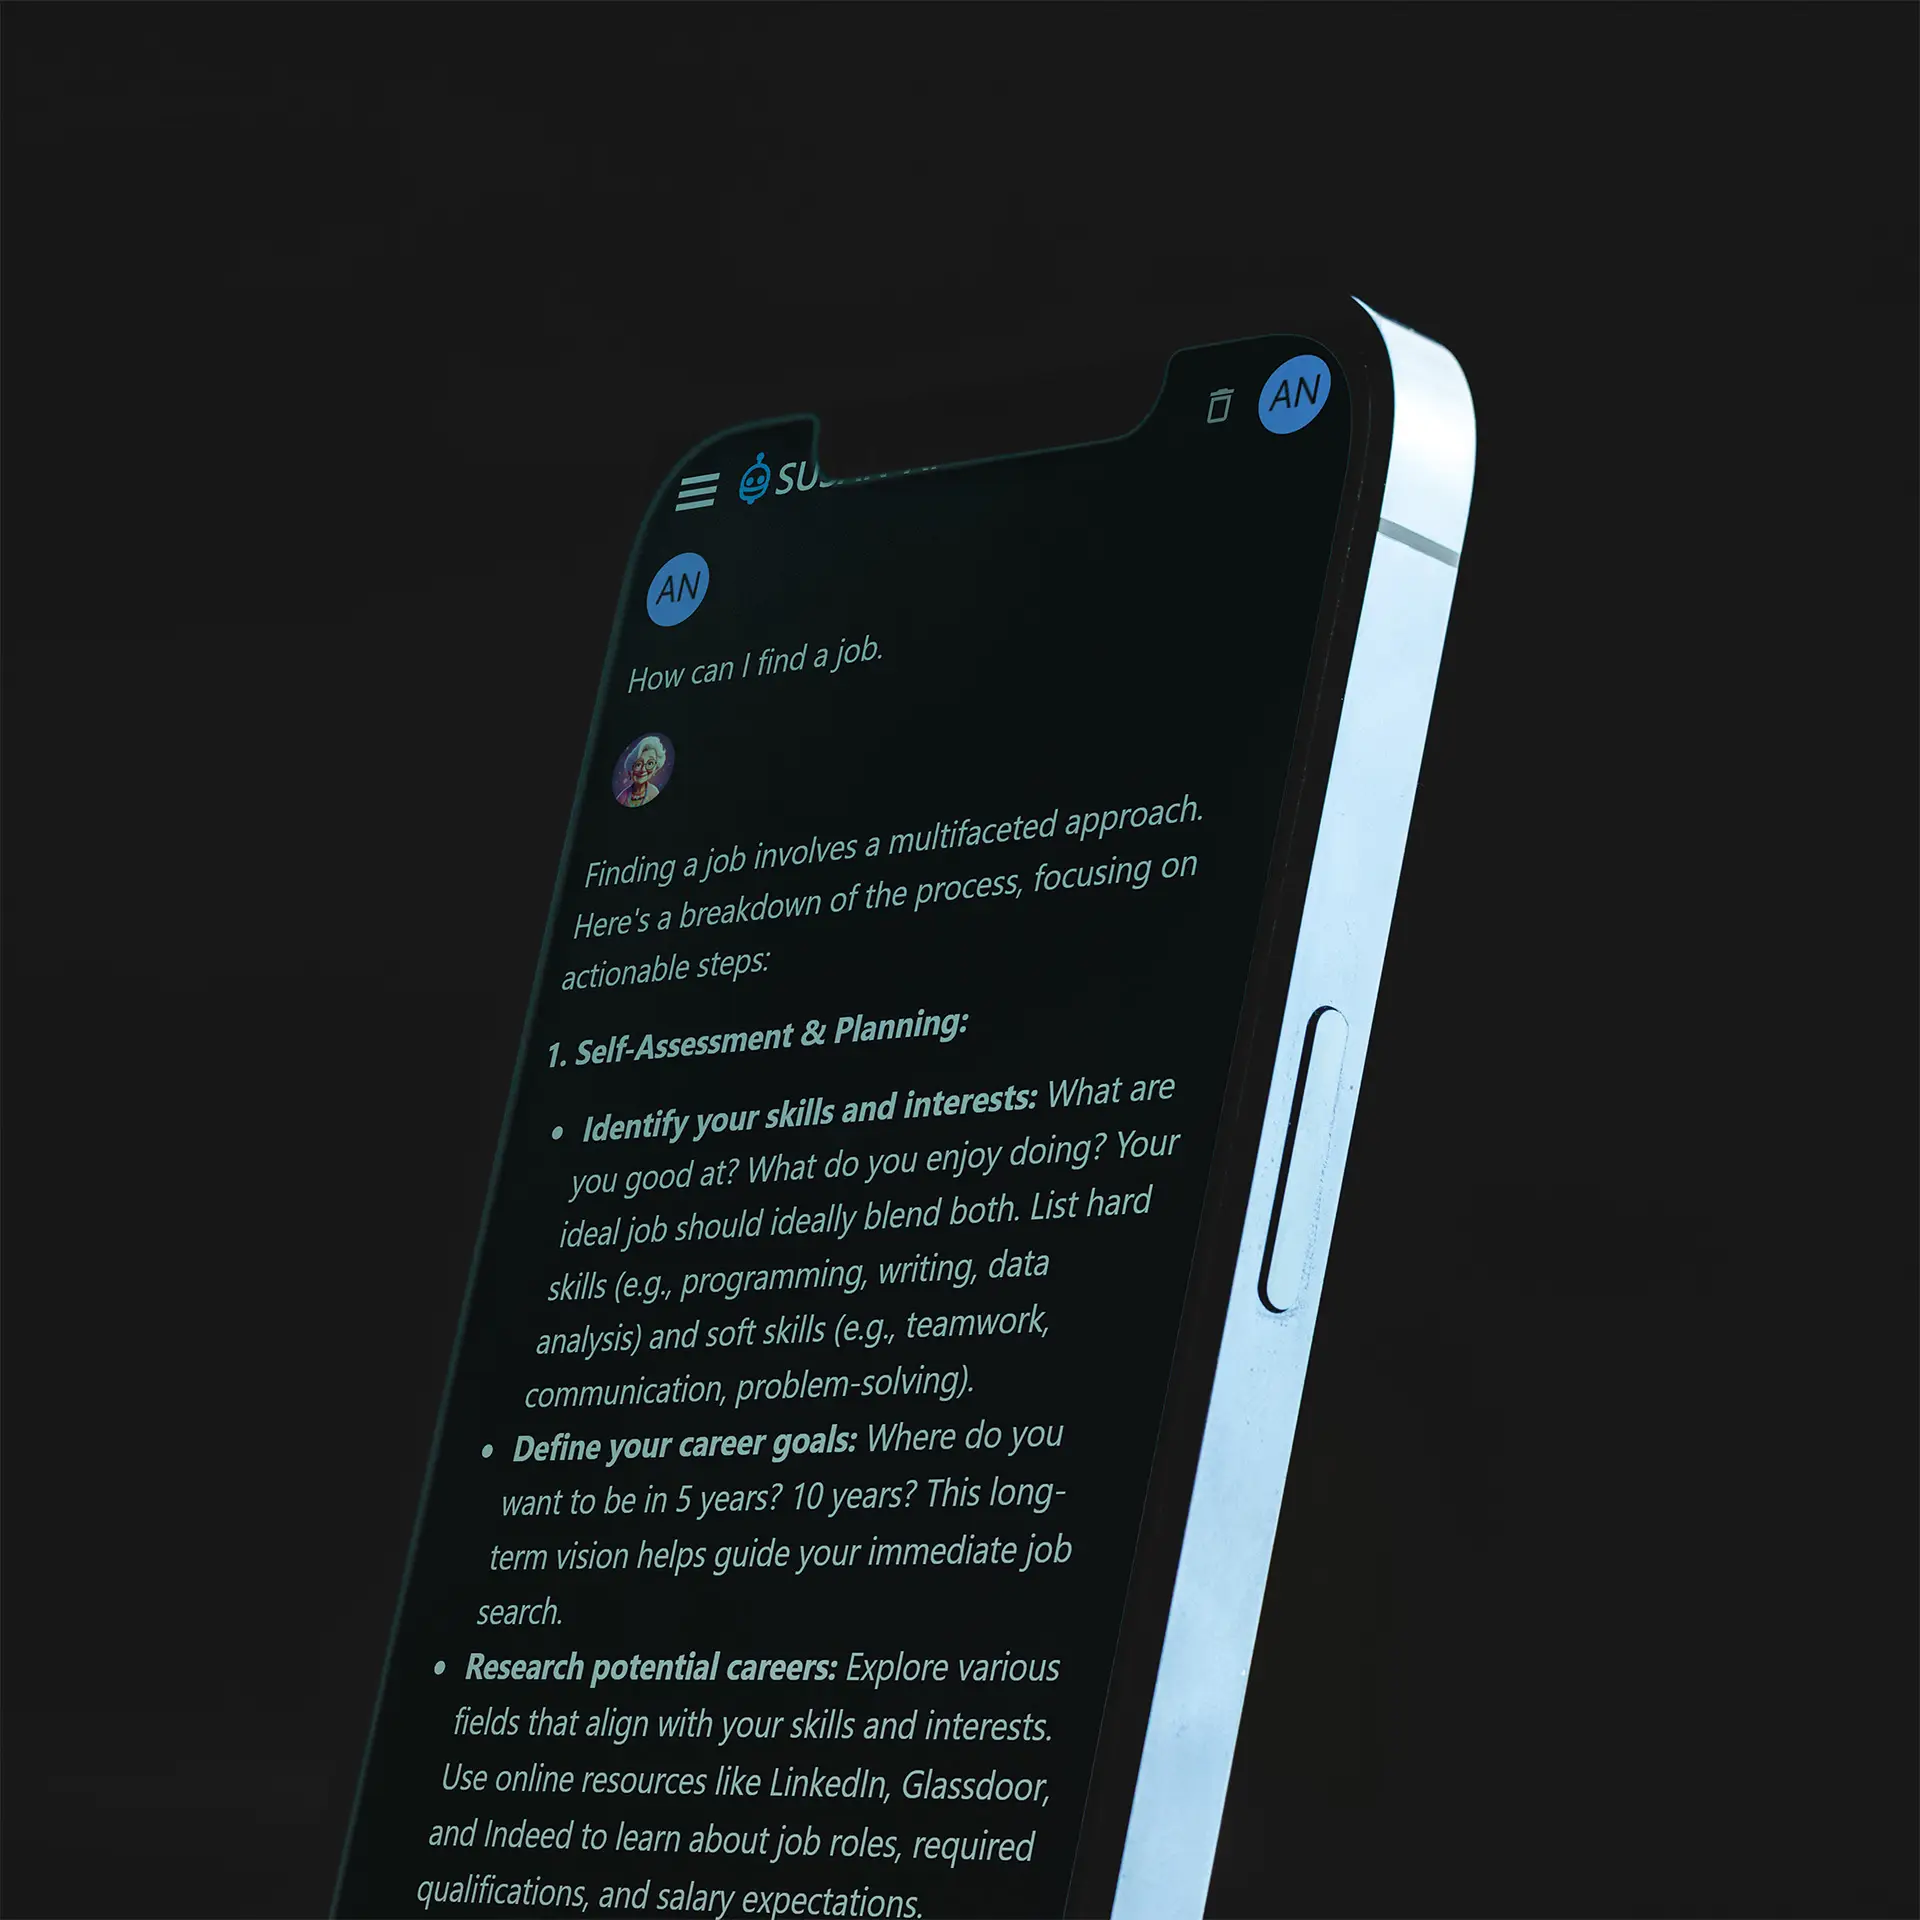 AN
AN
How can I find a job.
Finding a job involves a multifaceted approach.
Here's a breakdown of the process, focusing on
actionable steps:
1. Self-Assessment & Planning:
• Identify your skills and interests: What are
you good at? What do you enjoy doing? Your
ideal job should ideally blend both. List hard
skills (e.g., programming, writing, data
analysis) and soft skills (e.g., teamwork,
communication, problem-solving).
• Define your career goals: Where do you
want to be in 5 years? 10 years? This long-
term vision helps guide your immediate job
search.
• Research potential careers: Explore various
fields that align with your skills and interests.
Use online resources like LinkedIn, Glassdoor,
and Indeed to learn about job roles, required
qualifications, and salary expectations.